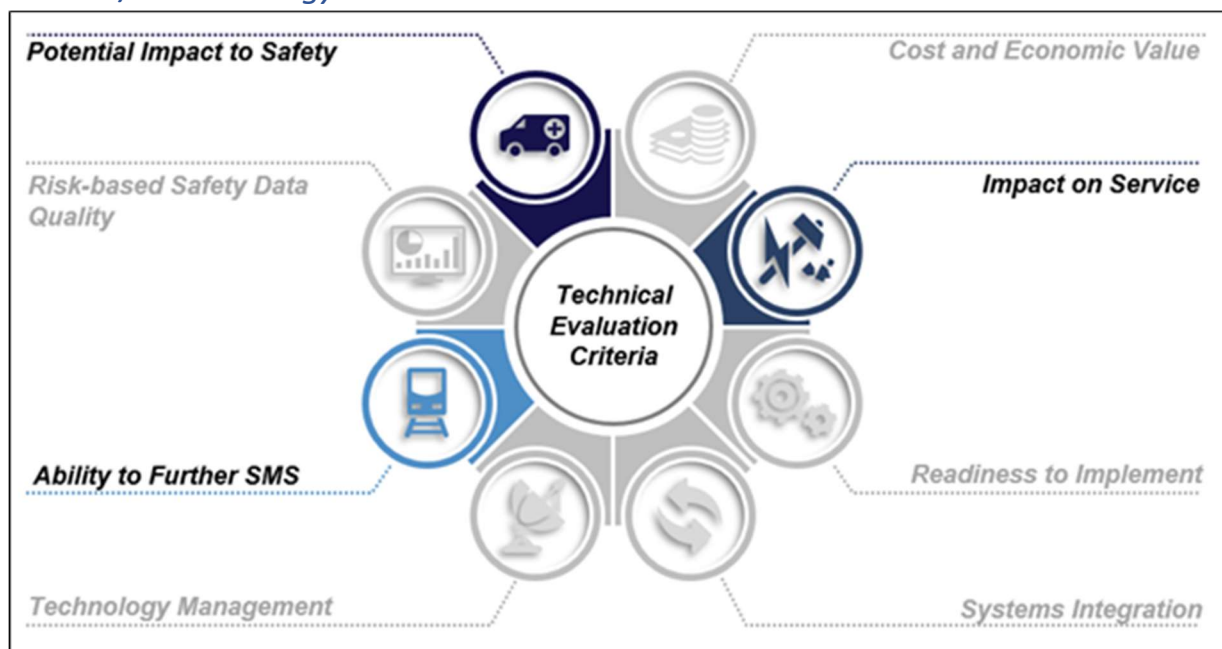 Potential Impact to Safety
Cost and Economic Value
Risk-based Safety Data
Quality
Impact on Service
Technical
Evaluation
Criteria
Ability to Further SMS
Readiness to Implement
Technology Management
Systems Integration